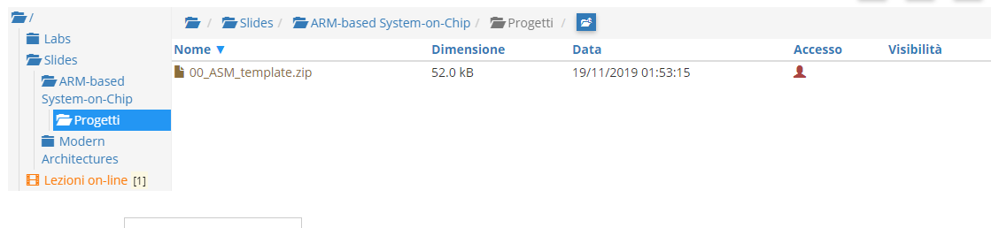 /
Labs
Slides
ARM-based
System-on-Chip
Progetti
Modern
Architectures
Lezioni on-line [1]
/ Slides / ARM-based System-on-Chip / Progetti /
Nome ▼ Dimensione Data Accesso Visibilità
00_ASM_template.zip 52.0 kB 19/11/2019 01:53:15